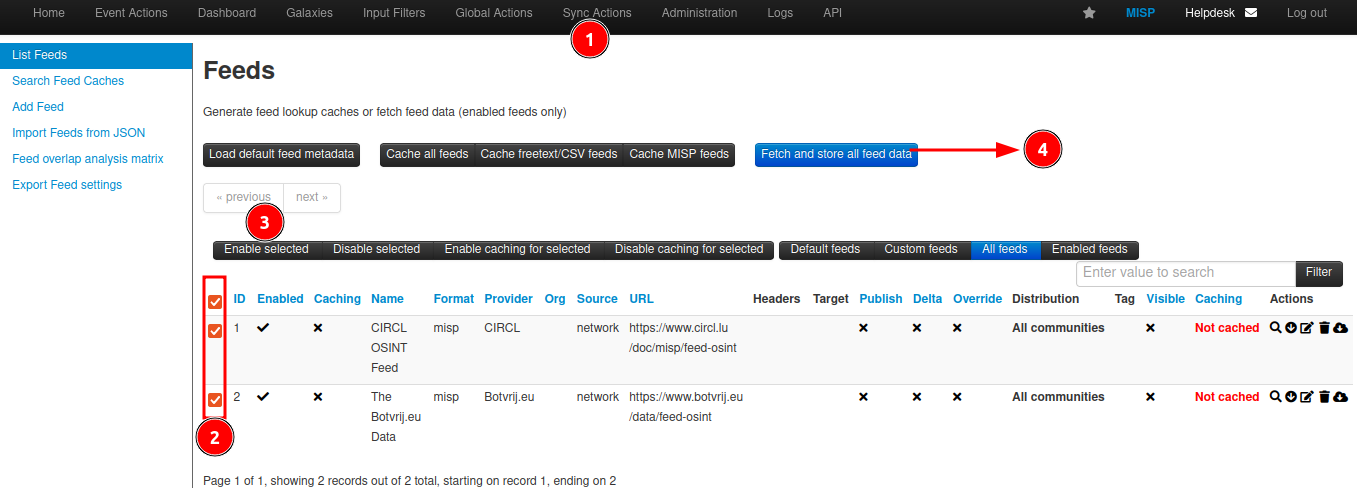 Home Event Actions Dashboard Galaxies Input Filters Global Actions Sync Actions Administration Logs API MISP Helpdesk Log out
1
List Feeds
Search Feed Caches
Add Feed
Import Feeds from JSON
Feed overlap analysis matrix
Export Feed settings
Feeds
Generate feed lookup caches or fetch feed data (enabled feeds only)
Load default feed metadata Cache all feeds Cache freetext/CSV feeds Cache MISP feeds Fetch and store all feed data 4
« previous next »
3
Enable selected Disable selected Enable caching for selected Disable caching for selected Default feeds Custom feeds All feeds Enabled feeds
Enter value to search Filter
ID Enabled Caching Name Format Provider Org Source URL Headers Target Publish Delta Override Distribution Tag Visible Caching Actions
1 CIRCL misp CIRCL network https://www.circl.lu All communities Not cached
OSINT /doc/misp/feed-osint
Feed
2 The misp Botvrij.eu network https://www.botvrij.eu All communities Not cached
Botvrij.eu /data/feed-osint
Data
2
Page 1 of 1, showing 2 records out of 2 total, starting on record 1, ending on 2